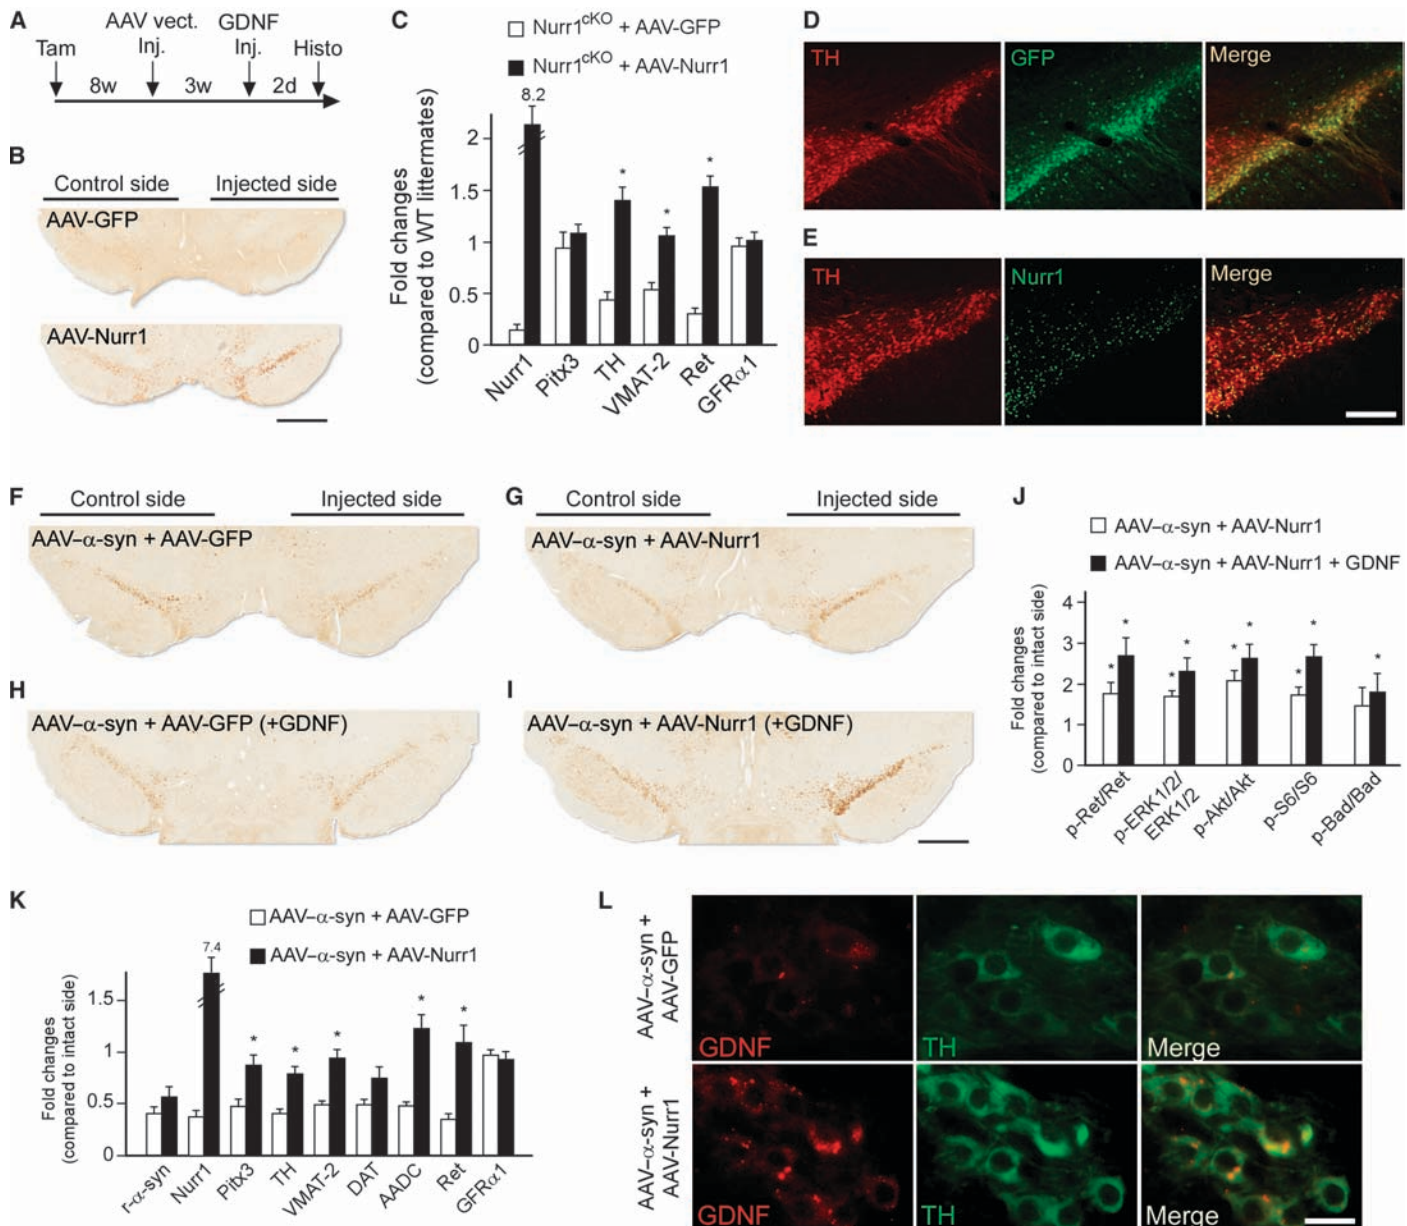 A
AAV vect. GDNF
Tam Inj. Inj. Histo
8w 3w 2d
B
Control side Injected side
AAV-GFP
AAV-Nurr1
C
Nurr1cKO + AAV-GFP
Nurr1cKO + AAV-Nurr1
8.2
Fold changes
(compared to WT littermates)
2
1.5
1
0.5
0
* * *
Nurr1 Pitx3 TH VMAT-2 Ret GFRα1
D
TH GFP Merge
E
TH Nurr1 Merge
F
Control side Injected side
AAV–α-syn + AAV-GFP
G
Control side Injected side
AAV–α-syn + AAV-Nurr1
H
AAV–α-syn + AAV-GFP (+GDNF)
I
AAV–α-syn + AAV-Nurr1 (+GDNF)
J
AAV–α-syn + AAV-Nurr1
AAV–α-syn + AAV-Nurr1 + GDNF
Fold changes
(compared to intact side)
4
3
2
1
0
* * * * * * * * *
p-Ret/Ret
p-ERK1/2/
ERK1/2
p-Akt/Akt
p-S6/S6
p-Bad/Bad
K
AAV–α-syn + AAV-GFP
AAV–α-syn + AAV-Nurr1
7.4
Fold changes
(compared to intact side)
1.5
1
0.5
0
* * * * *
r-α-syn Nurr1 Pitx3 TH VMAT-2 DAT AADC Ret GFRα1
L
AAV–α-syn +
AAV-GFP
GDNF TH Merge
AAV–α-syn +
AAV-Nurr1
GDNF TH Merge